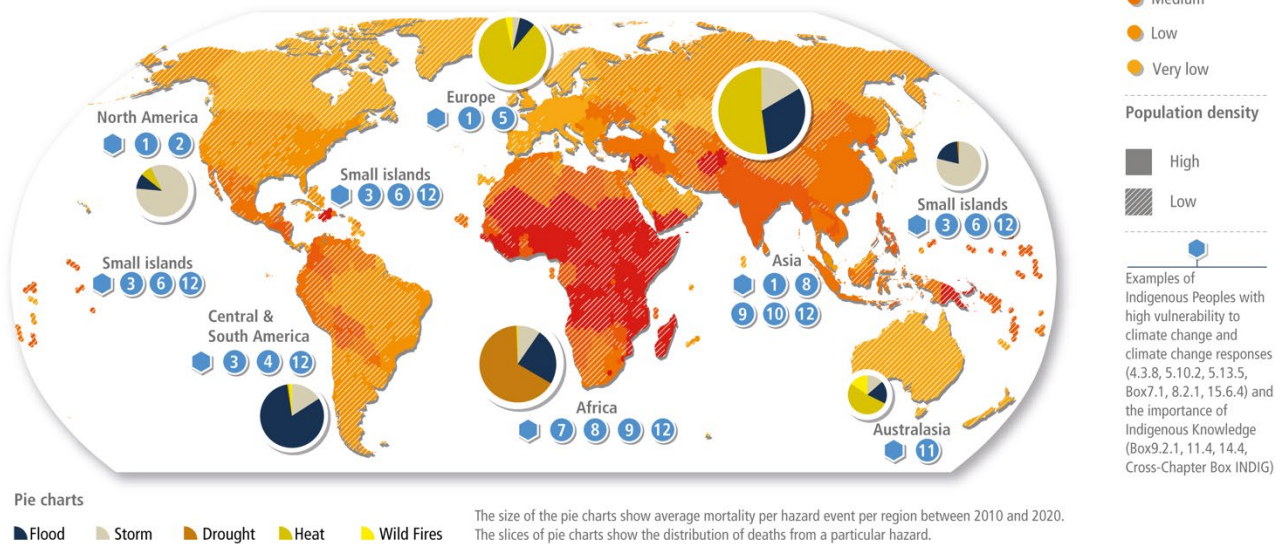 Medium
Low
Very low
Population density
High
Low
Examples of
Indigenous Peoples with
high vulnerability to
climate change and
climate change responses
(4.3.8, 5.10.2, 5.13.5,
Box7.1, 8.2.1, 15.6.4) and
the importance of
Indigenous Knowledge
(Box9.2.1, 11.4, 14.4,
Cross-Chapter Box INDIG)
North America
1 2
Europe
1 5
Small islands
3 6 12
Small islands
3 6 12
Small islands
3 6 12
Central &
South America
3 4 12
Asia
1 8
9 10 12
Africa
7 8 9 12
Australasia
11
Pie charts
Flood Storm Drought Heat Wild Fires
The size of the pie charts show average mortality per hazard event per region between 2010 and 2020.
The slices of pie charts show the distribution of deaths from a particular hazard.